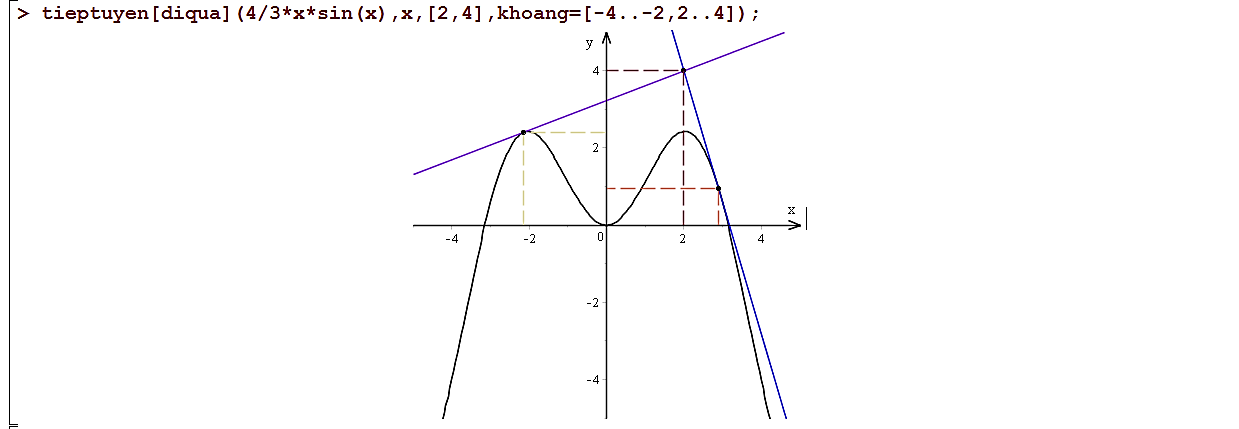 > tieptuyen[diqua](4/3*x*sin(x),x,[2,4],khoang=[-4..-2,2..4]);
y
4
2
x
-4 -2 0 2 4
-2
-4